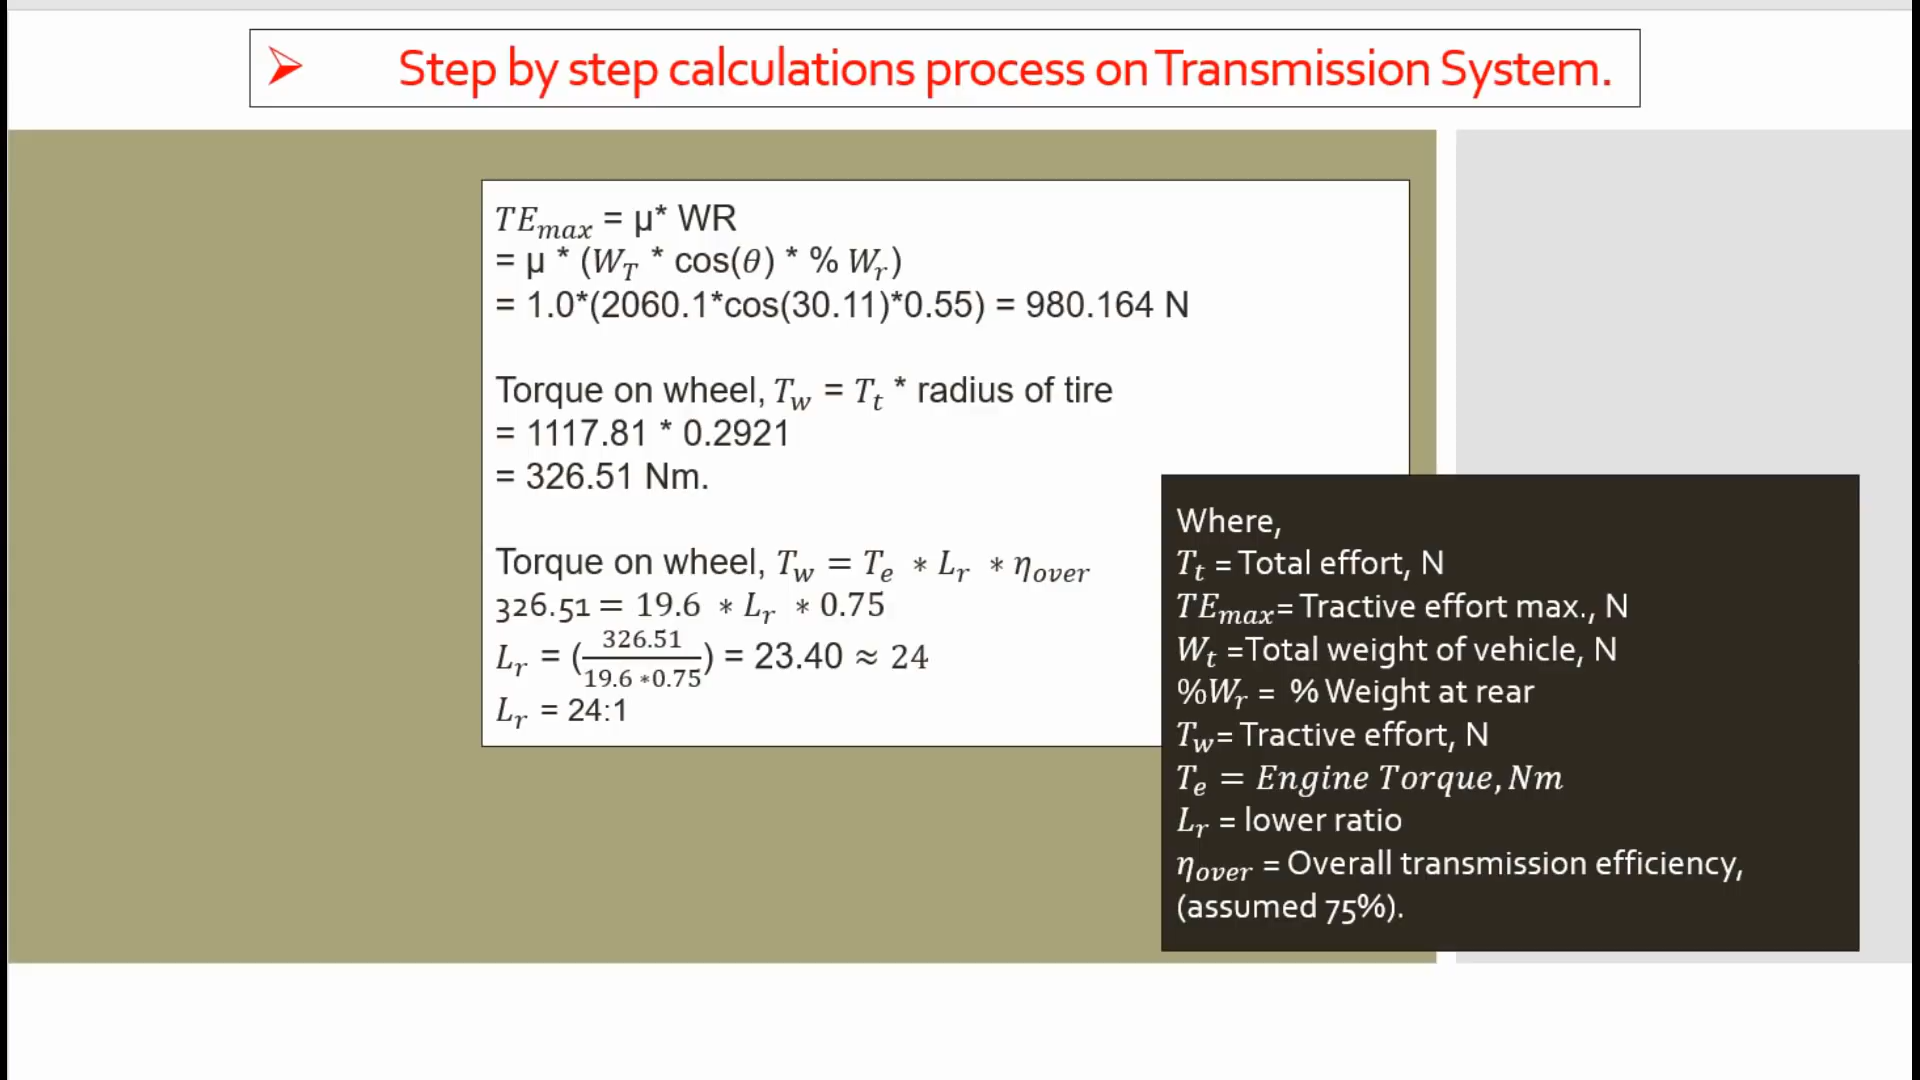 Step by step calculations process on Transmission System.
𝑇𝐸ₘₐₓ = µ* WR
= µ * (𝑊_𝑇 * cos(𝜃) * % 𝑊ᵣ)
= 1.0*(2060.1*cos(30.11)*0.55) = 980.164 N
Torque on wheel, 𝑇_𝑤 = 𝑇ₜ * radius of tire
= 1117.81 * 0.2921
= 326.51 Nm.
Torque on wheel, 𝑇_𝑤 = 𝑇ₑ * 𝐿ᵣ * 𝜂ₒᵥₑᵣ
326.51 = 19.6 * 𝐿ᵣ * 0.75
𝐿ᵣ = (326.51/19.6 *0.75) = 23.40 ≈ 24
𝐿ᵣ = 24:1
Where,
𝑇ₜ = Total effort, N
𝑇𝐸ₘₐₓ= Tractive effort max., N
𝑊ₜ =Total weight of vehicle, N
%𝑊ᵣ = % Weight at rear
𝑇_𝑤= Tractive effort, N
𝑇ₑ = 𝐸𝑛𝑔𝑖𝑛𝑒 𝑇𝑜𝑟𝑞𝑢𝑒, 𝑁𝑚
𝐿ᵣ = lower ratio
𝜂ₒᵥₑᵣ = Overall transmission efficiency,
(assumed 75%).